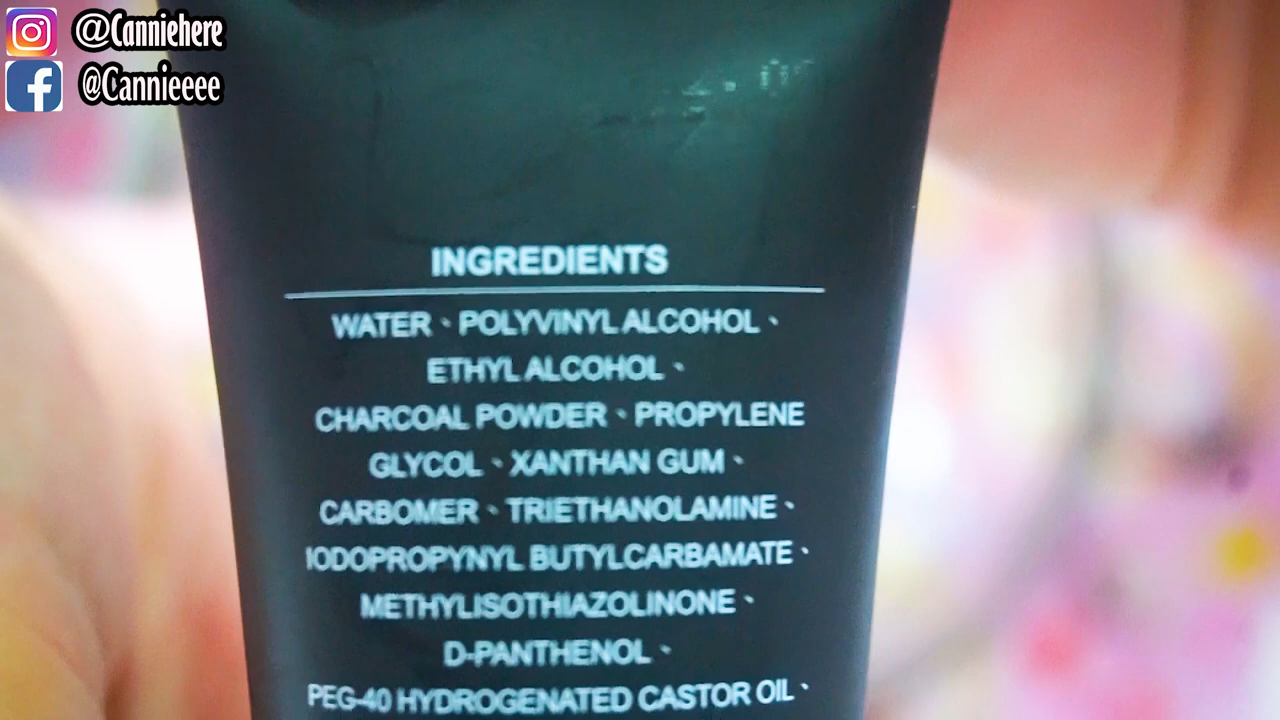 @Canniehere
@Cannieeee
INGREDIENTS
WATER、POLYVINYL ALCOHOL、
ETHYL ALCOHOL、
CHARCOAL POWDER、PROPYLENE
GLYCOL、XANTHAN GUM、
CARBOMER、TRIETHANOLAMINE、
IODOPROPYNYL BUTYLCARBAMATE、
METHYLISOTHIAZOLINONE、
D-PANTHENOL、
PEG-40 HYDROGENATED CASTOR OIL、